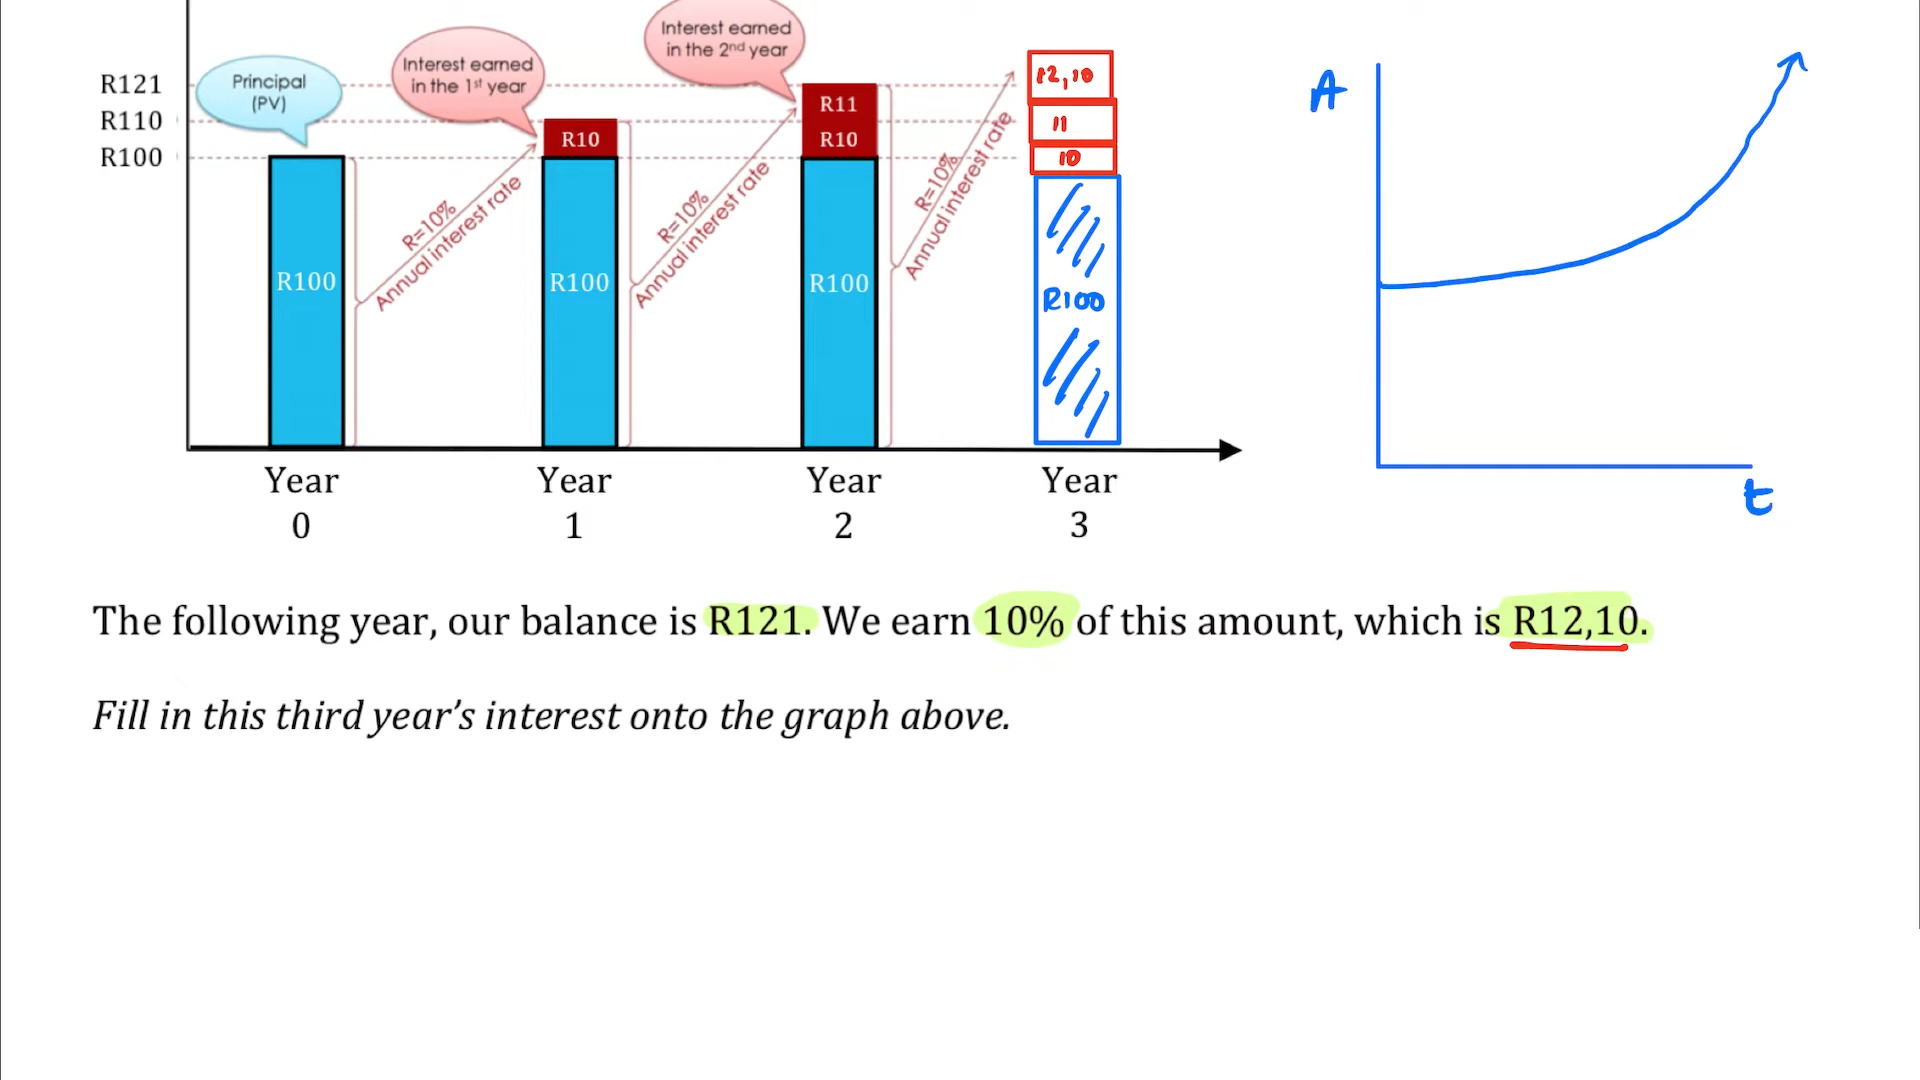 Interest earned
in the 2nd year
Interest earned
in the 1st year
Principal
(PV)
R121
R110
R100
R100
R10
R100
R11
R10
R100
12,10
11
10
R100
R=10%
Annual interest rate
R=10%
Annual interest rate
R=10%
Annual interest rate
Year
0
Year
1
Year
2
Year
3
A
t
The following year, our balance is R121. We earn 10% of this amount, which is R12,10.
Fill in this third year’s interest onto the graph above.